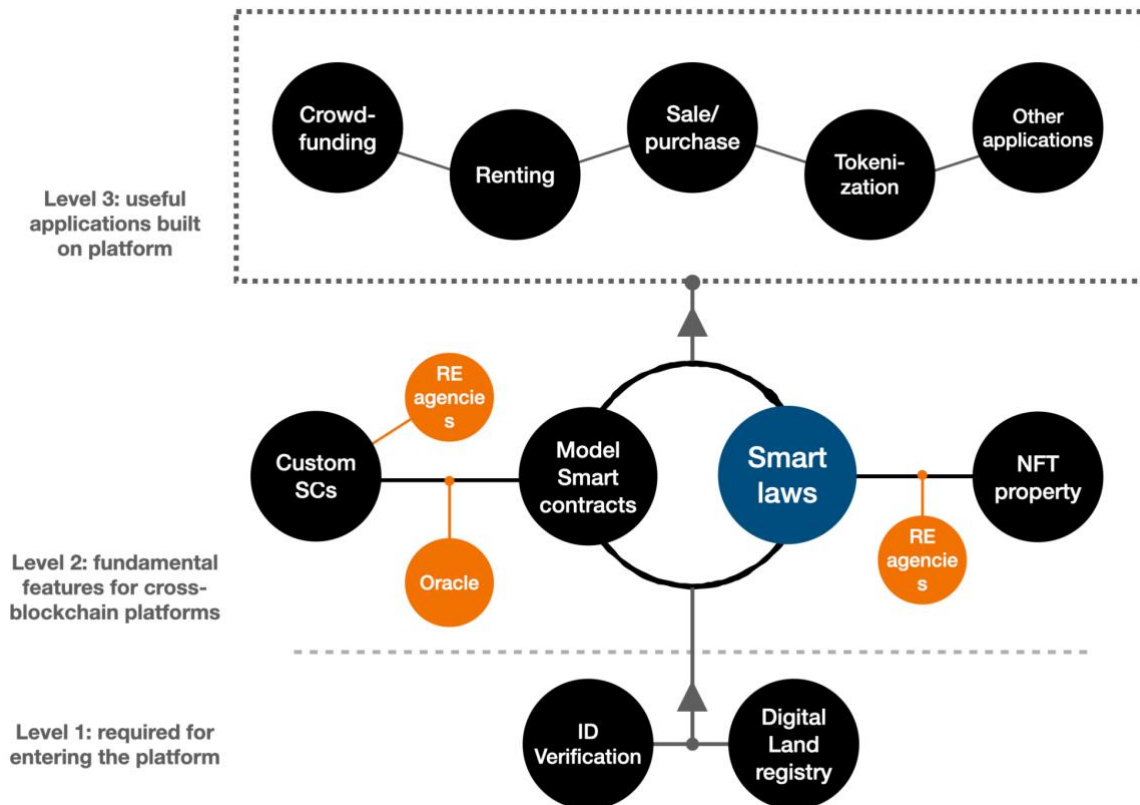 Crowd-
funding
Renting
Sale/
purchase
Tokeni-
zation
Other
applications
Level 3: useful
applications built
on platform
RE
agencie
s
Custom
SCs
Model
Smart
contracts
Smart
laws
NFT
property
Oracle
RE
agencie
s
Level 2: fundamental
features for cross-
blockchain platforms
Level 1: required for
entering the platform
ID
Verification
Digital
Land
registry